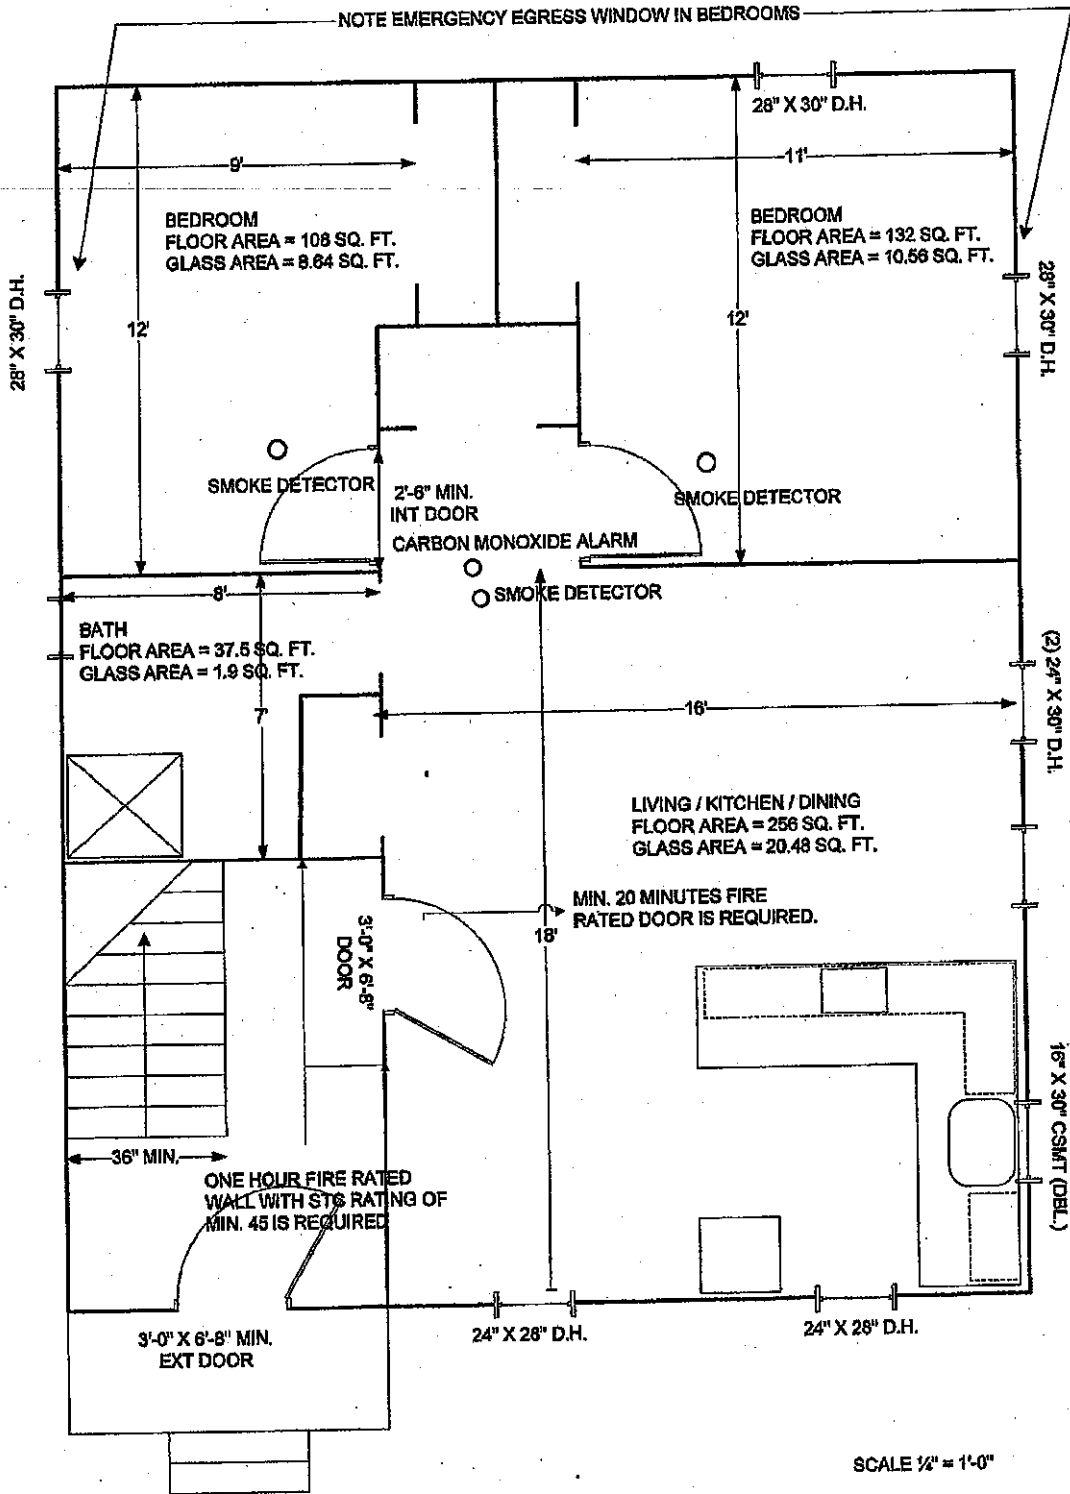 NOTE EMERGENCY EGRESS WINDOW IN BEDROOMS
28" X 30" D.H.
9'
11'
BEDROOM
FLOOR AREA = 108 SQ. FT.
GLASS AREA = 8.64 SQ. FT.
BEDROOM
FLOOR AREA = 132 SQ. FT.
GLASS AREA = 10.56 SQ. FT.
28" X 30" D.H.
12'
12'
28" X 30" D.H.
SMOKE DETECTOR
2'-6" MIN.
INT DOOR
SMOKE DETECTOR
CARBON MONOXIDE ALARM
SMOKE DETECTOR
8'
BATH
FLOOR AREA = 37.5 SQ. FT.
GLASS AREA = 1.9 SQ. FT.
7'
16'
(2) 24" X 30" D.H.
LIVING / KITCHEN / DINING
FLOOR AREA = 256 SQ. FT.
GLASS AREA = 20.48 SQ. FT.
MIN. 20 MINUTES FIRE
RATED DOOR IS REQUIRED.
18'
3'-0" X 6'-8"
DOOR
16" X 30" CSMT (DBL.)
36" MIN.
ONE HOUR FIRE RATED
WALL WITH STC RATING OF
MIN. 45 IS REQUIRED
3'-0" X 6'-8" MIN.
EXT DOOR
24" X 28" D.H.
24" X 28" D.H.
SCALE ¼" = 1'-0"